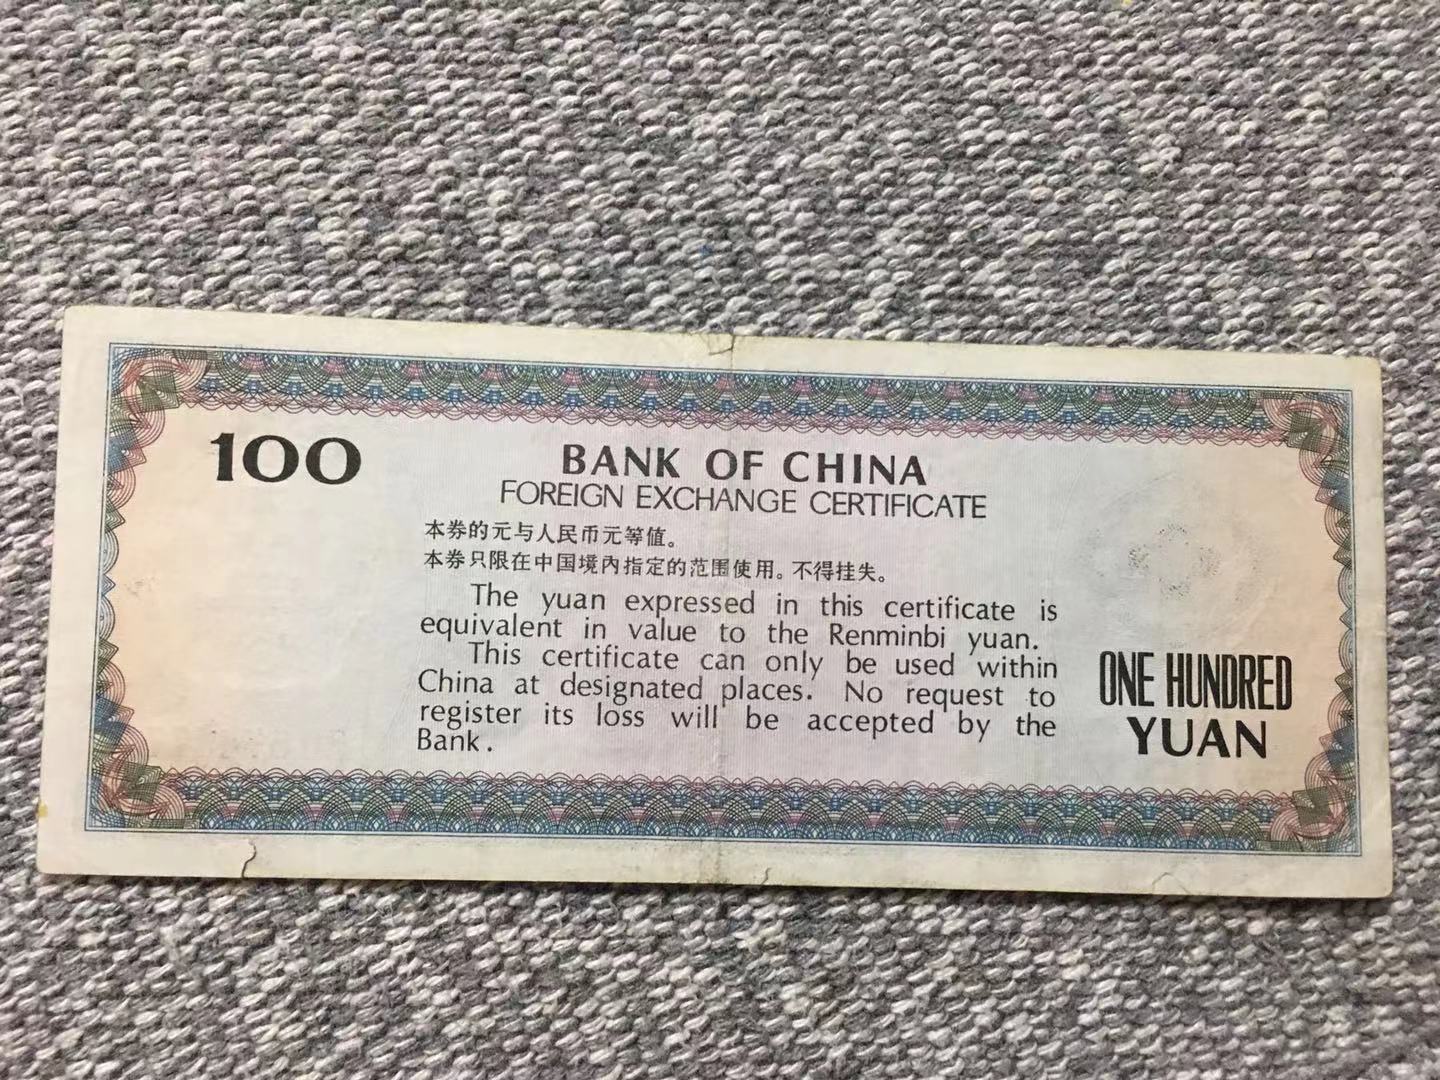 100
BANK OF CHINA
FOREIGN EXCHANGE CERTIFICATE
本券的元与人民币元等值。
本券只限在中国境内指定的范围使用。不得挂失。
The yuan expressed in this certificate is
equivalent in value to the Renminbi yuan.
This certificate can only be used within
China at designated places. No request to
register its loss will be accepted by the
Bank.
ONE HUNDRED
YUAN